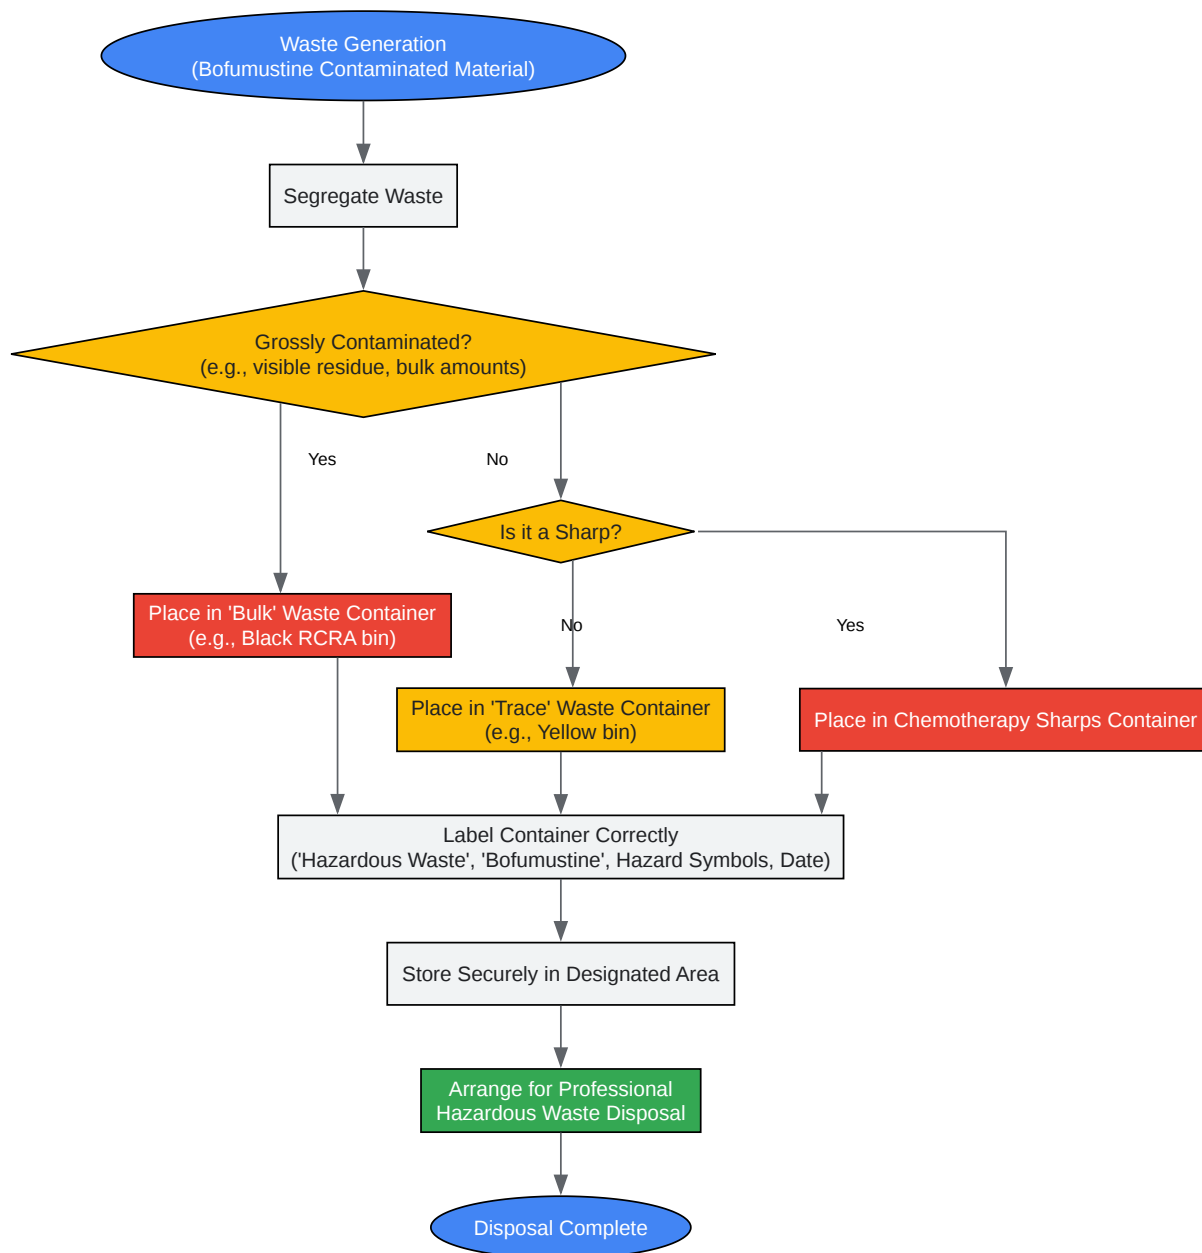 Waste Generation
(Bofumustine Contaminated Material)
Segregate Waste
Grossly Contaminated?
(e.g., visible residue, bulk amounts)
Yes
No
Is it a Sharp?
Place in 'Bulk' Waste Container
(e.g., Black RCRA bin)
No
Yes
Place in 'Trace' Waste Container
(e.g., Yellow bin)
Place in Chemotherapy Sharps Container
Label Container Correctly
('Hazardous Waste', 'Bofumustine', Hazard Symbols, Date)
Store Securely in Designated Area
Arrange for Professional
Hazardous Waste Disposal
Disposal Complete